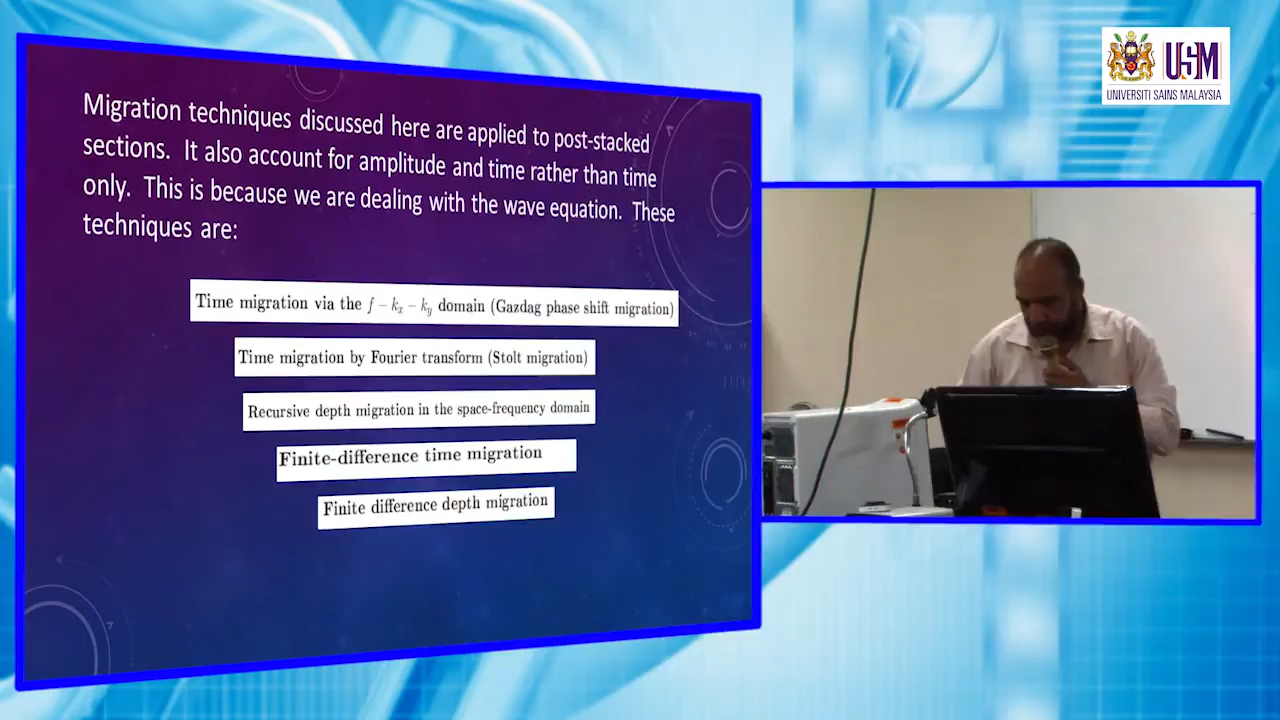 Migration techniques discussed here are applied to post-stacked
sections. It also account for amplitude and time rather than time
only. This is because we are dealing with the wave equation. These
techniques are:
Time migration via the f − kx − ky domain (Gazdag phase shift migration)
Time migration by Fourier transform (Stolt migration)
Recursive depth migration in the space-frequency domain
Finite-difference time migration
Finite difference depth migration
USM
UNIVERSITI SAINS MALAYSIA